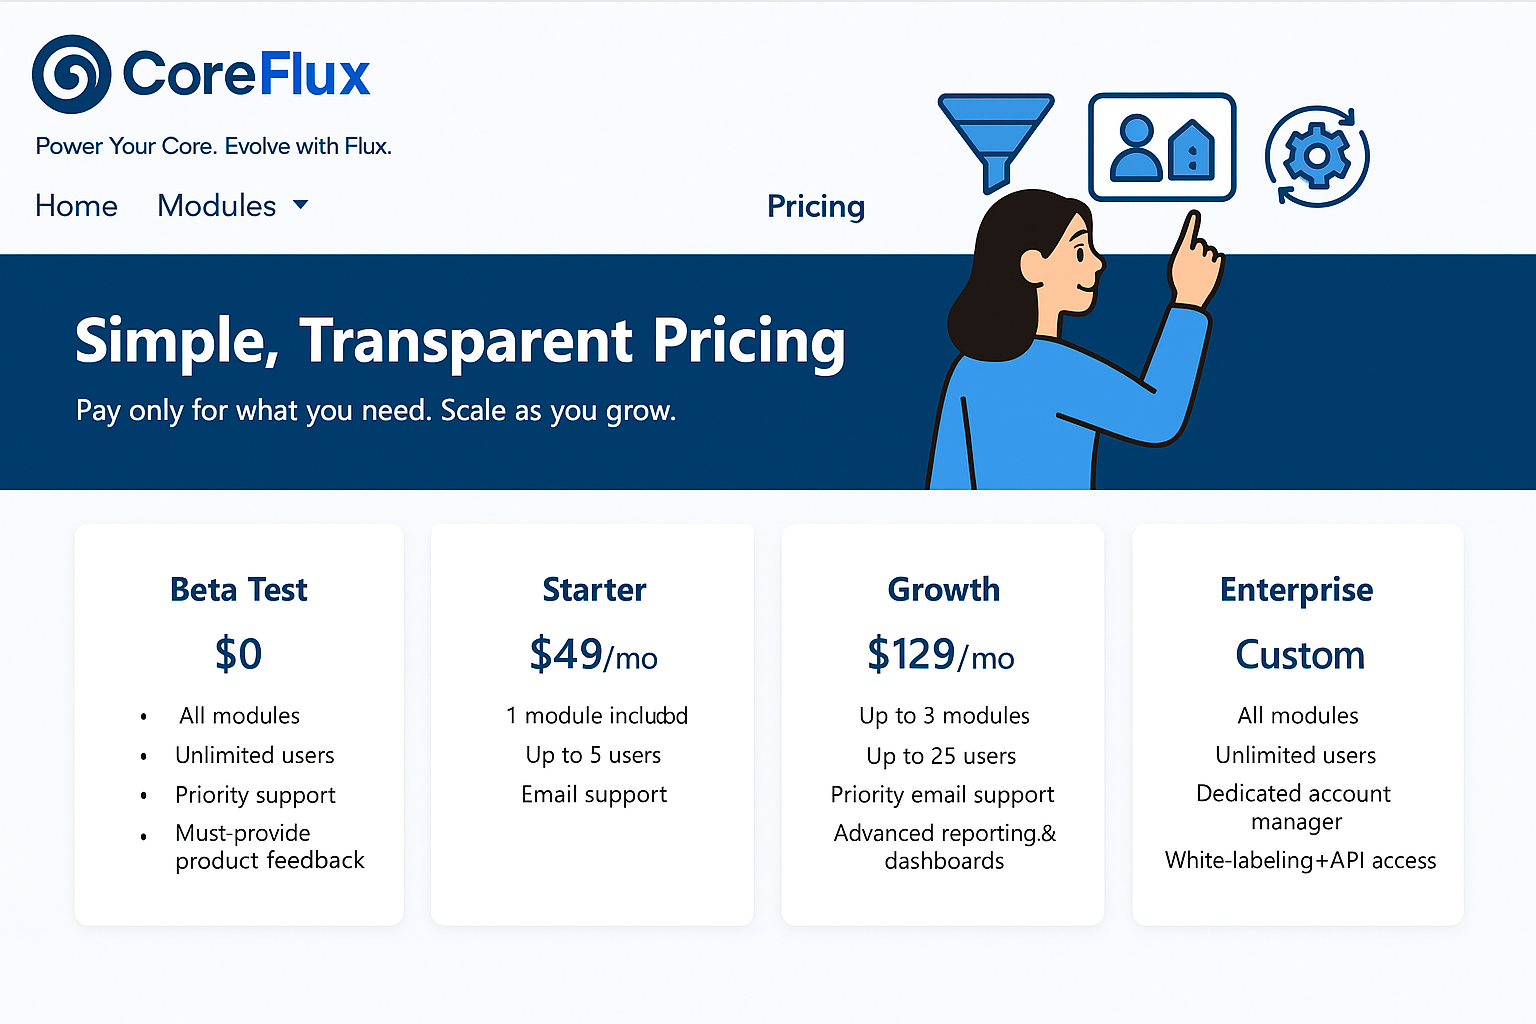 CoreFlux
Power Your Core. Evolve with Flux.
Home Modules Pricing
Simple, Transparent Pricing
Pay only for what you need. Scale as you grow.
Beta Test
$0
• All modules
• Unlimited users
• Priority support
• Must-provide
product feedback
Starter
$49/mo
1 module includbd
Up to 5 users
Email support
Growth
$129/mo
Up to 3 modules
Up to 25 users
Priority email support
Advanced reporting.&
dashboards
Enterprise
Custom
All modules
Unlimited users
Dedicated account
manager
White-labeling+API access